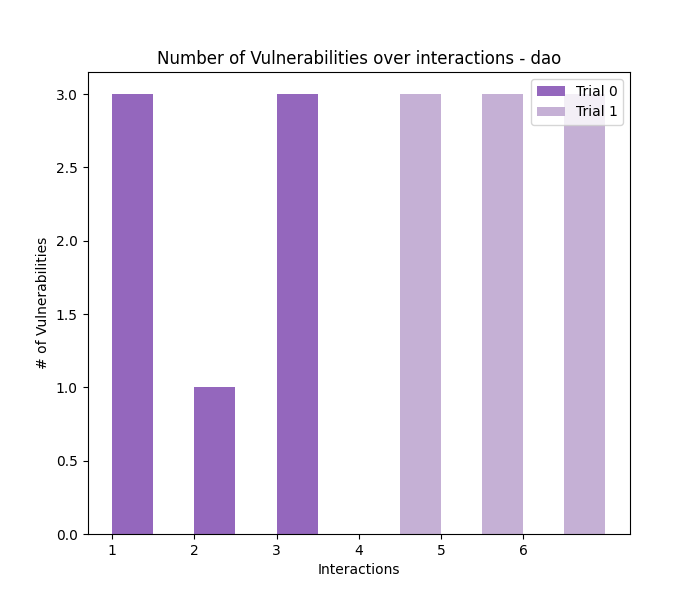 Number of Vulnerabilities over interactions - dao
Trial 0
Trial 1
# of Vulnerabilities
3.0
2.5
2.0
1.5
1.0
0.5
0.0
1 2 3 4 5 6
Interactions